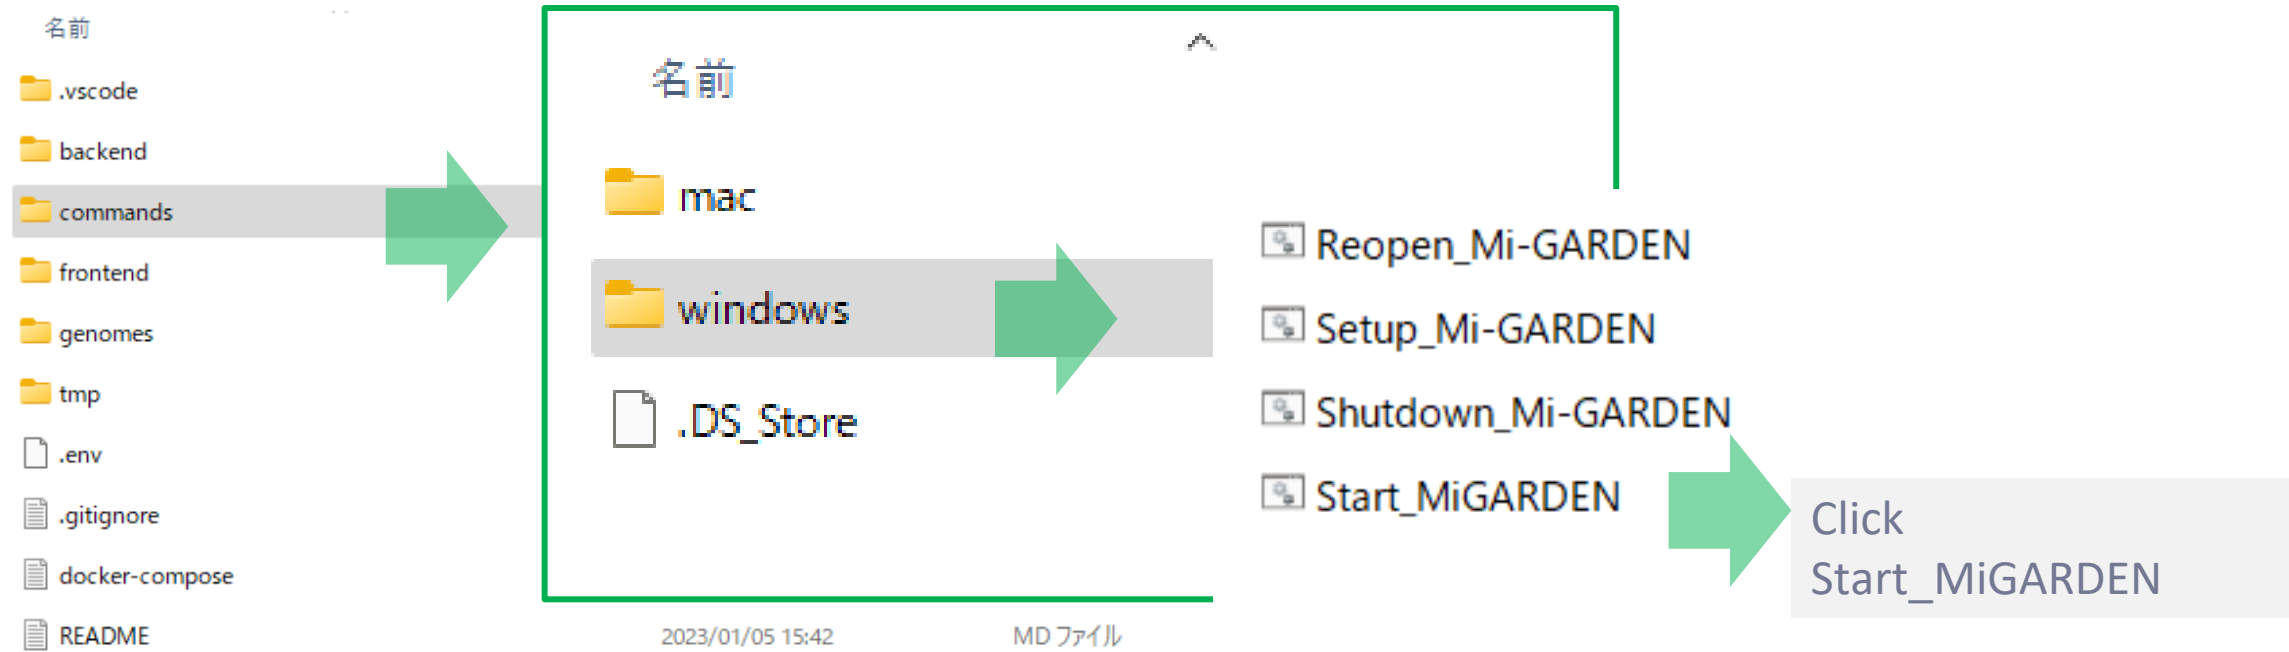 名前
.vscode
backend
commands
frontend
genomes
tmp
.env
.gitignore
docker-compose
README
2023/01/05 15:42
MD ファイル
名前
mac
windows
.DS_Store
Reopen_Mi-GARDEN
Setup_Mi-GARDEN
Shutdown_Mi-GARDEN
Start_MiGARDEN
Click
Start_MiGARDEN